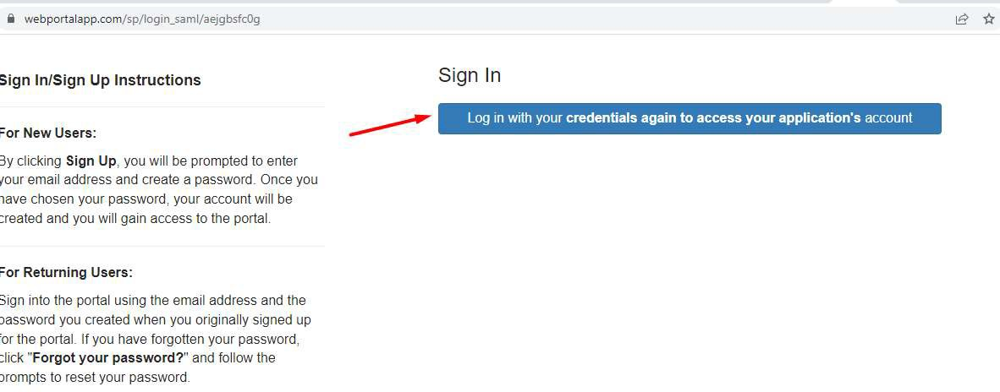 webportalapp.com/sp/login_saml/aejgbsfc0g
Sign In/Sign Up Instructions
For New Users:
By clicking Sign Up, you will be prompted to enter
your email address and create a password. Once you
have chosen your password, your account will be
created and you will gain access to the portal.
For Returning Users:
Sign into the portal using the email address and the
password you created when you originally signed up
for the portal. If you have forgotten your password,
click "Forgot your password?" and follow the
prompts to reset your password.
Sign In
Log in with your credentials again to access your application's account